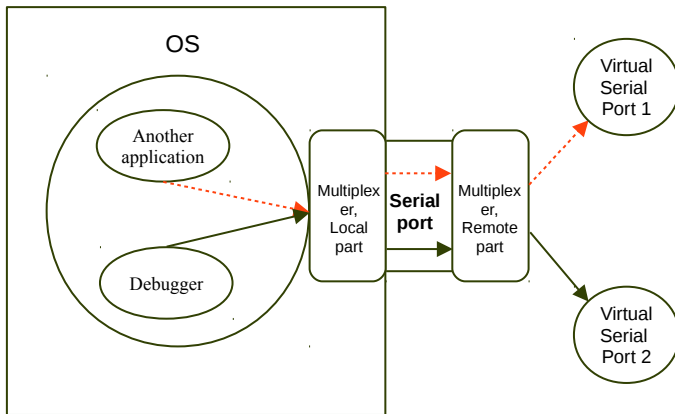 OS
Another
application
Debugger
Multiplex
er,
Local
part
Serial
port
Multiplex
er,
Remote
part
Virtual
Serial
Port 1
Virtual
Serial
Port 2